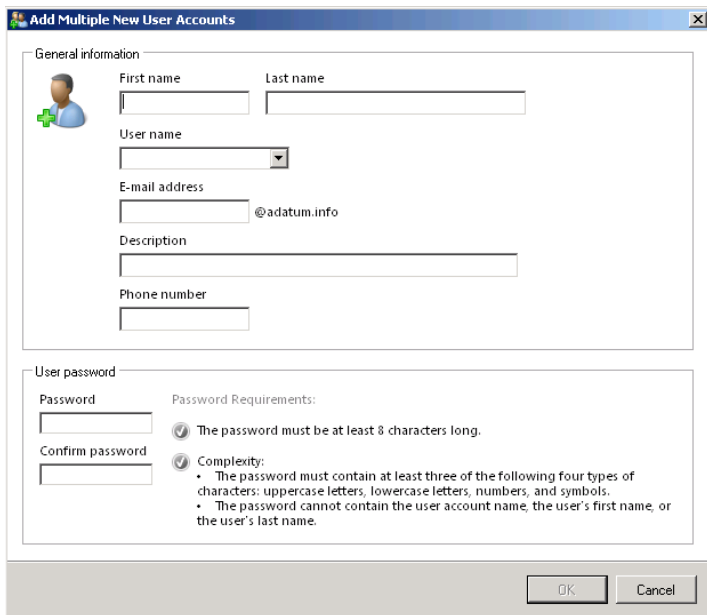 Add Multiple New User Accounts
General information
First name Last name
User name
E-mail address
@adatum.info
Description
Phone number
User password
Password Password Requirements:
The password must be at least 8 characters long.
Confirm password
Complexity:
• The password must contain at least three of the following four types of
characters: uppercase letters, lowercase letters, numbers, and symbols.
• The password cannot contain the user account name, the user's first name, or
the user's last name.
OK Cancel